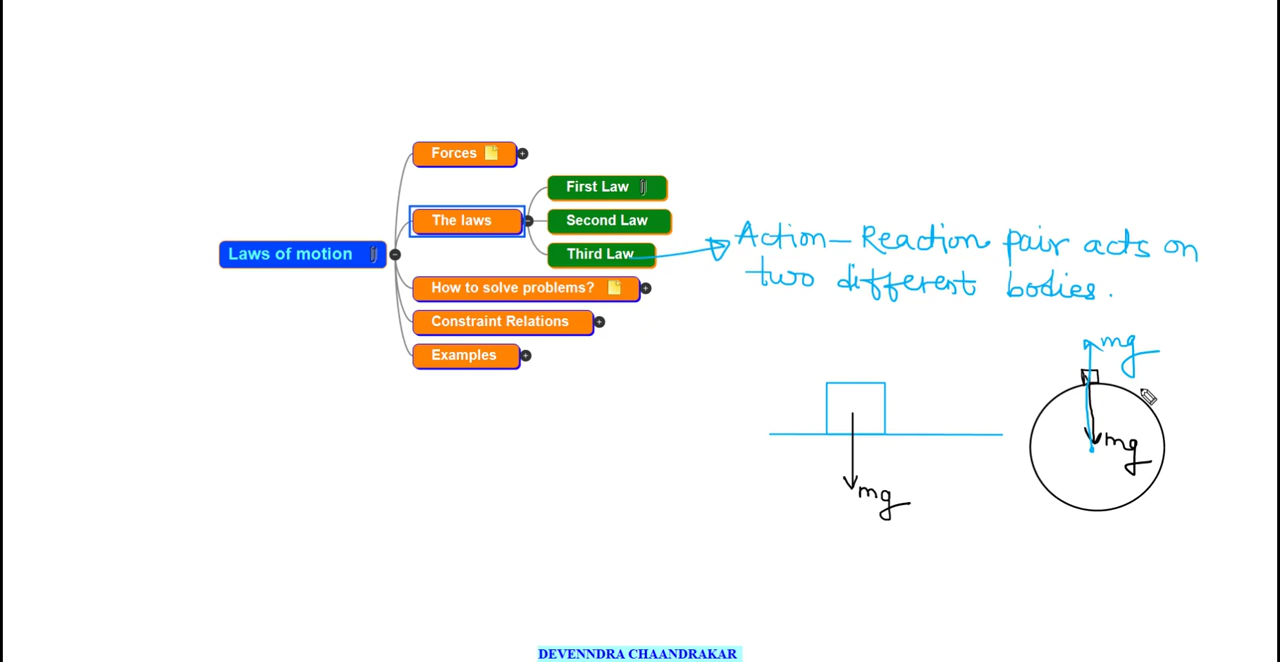 Forces
First Law
The laws
Second Law
Laws of motion
Third Law
Action-Reaction pair acts on
two different bodies.
How to solve problems?
Constraint Relations
Examples
mg
mg
mg
DEVENNDRA CHAANDRAKAR